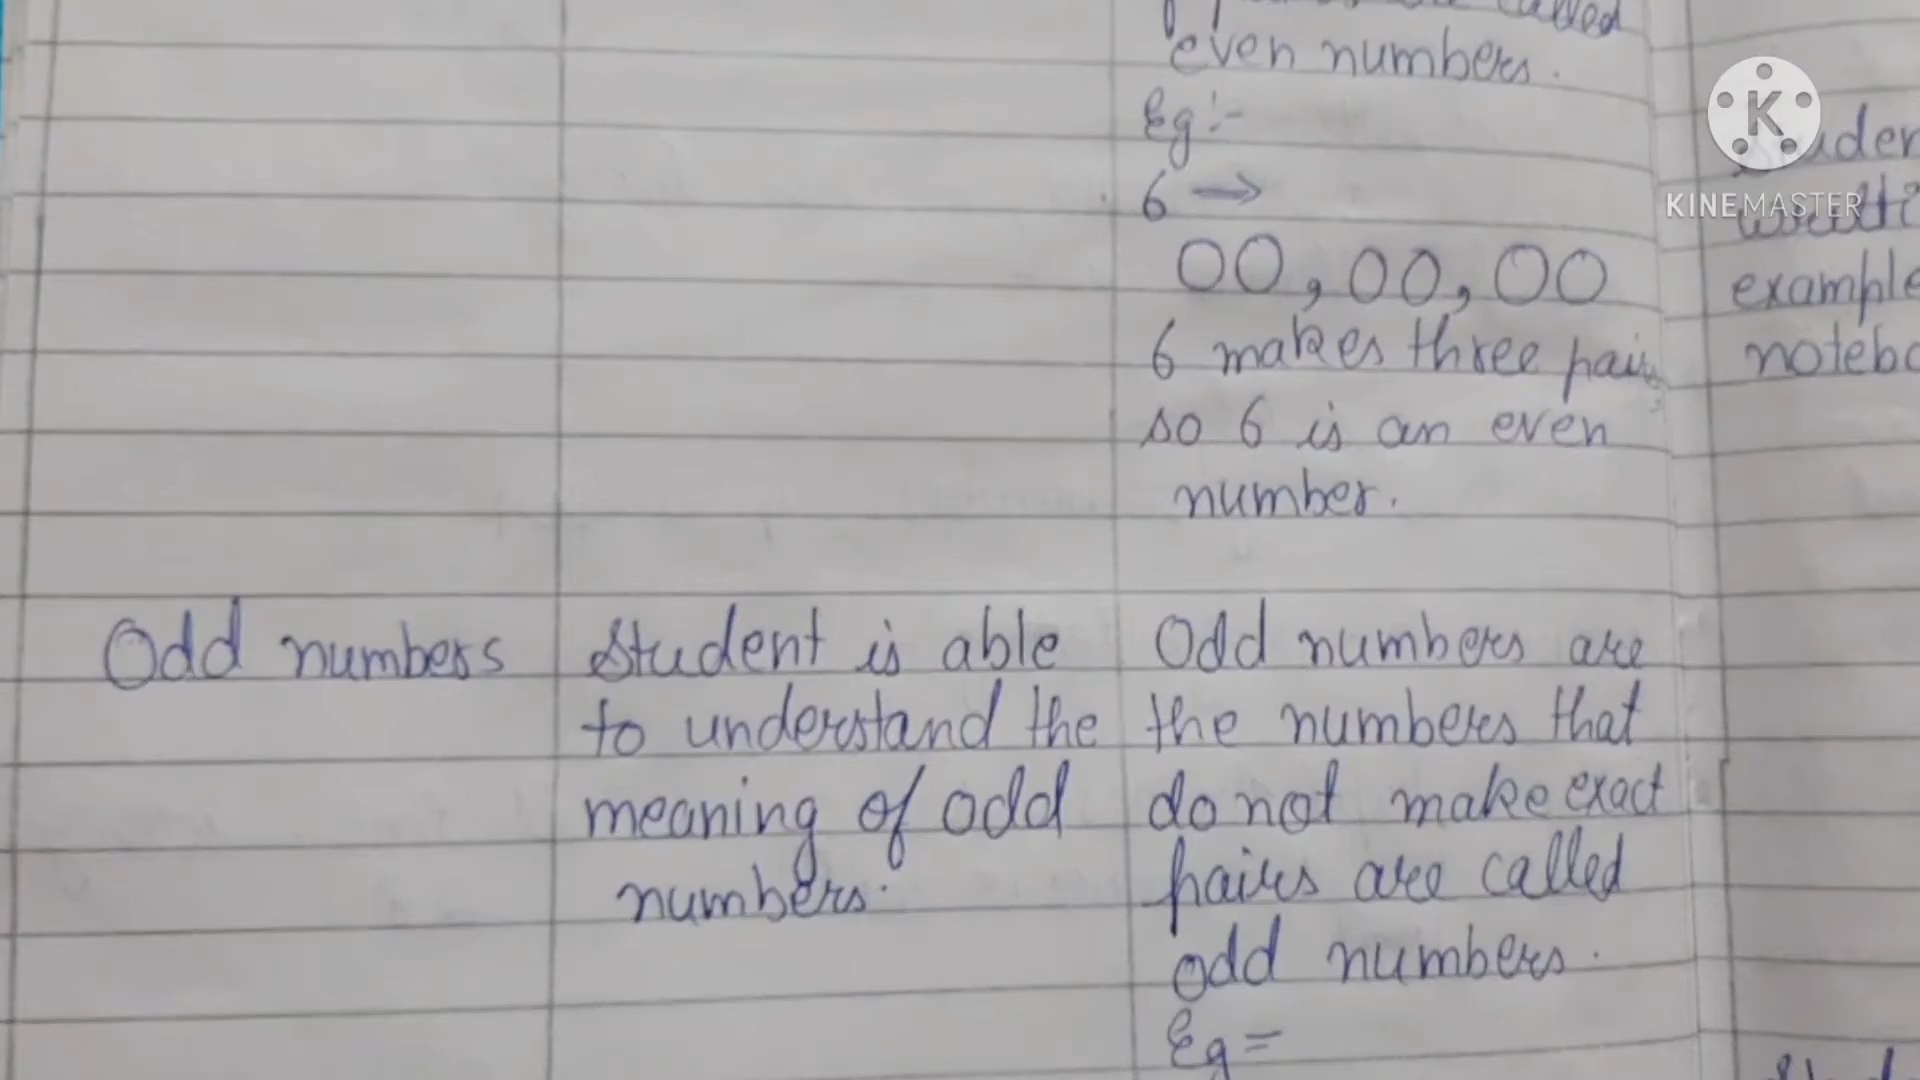 called
even numbers.
Eg :-
6 →
OO, OO, OO
6 makes three pairs
so 6 is an even
number.
Odd numbers
Student is able
to understand the
meaning of odd
numbers.
Odd numbers are
the numbers that
do not make exact
pairs are called
odd numbers.
Eg =
example
K
KINEMASTER